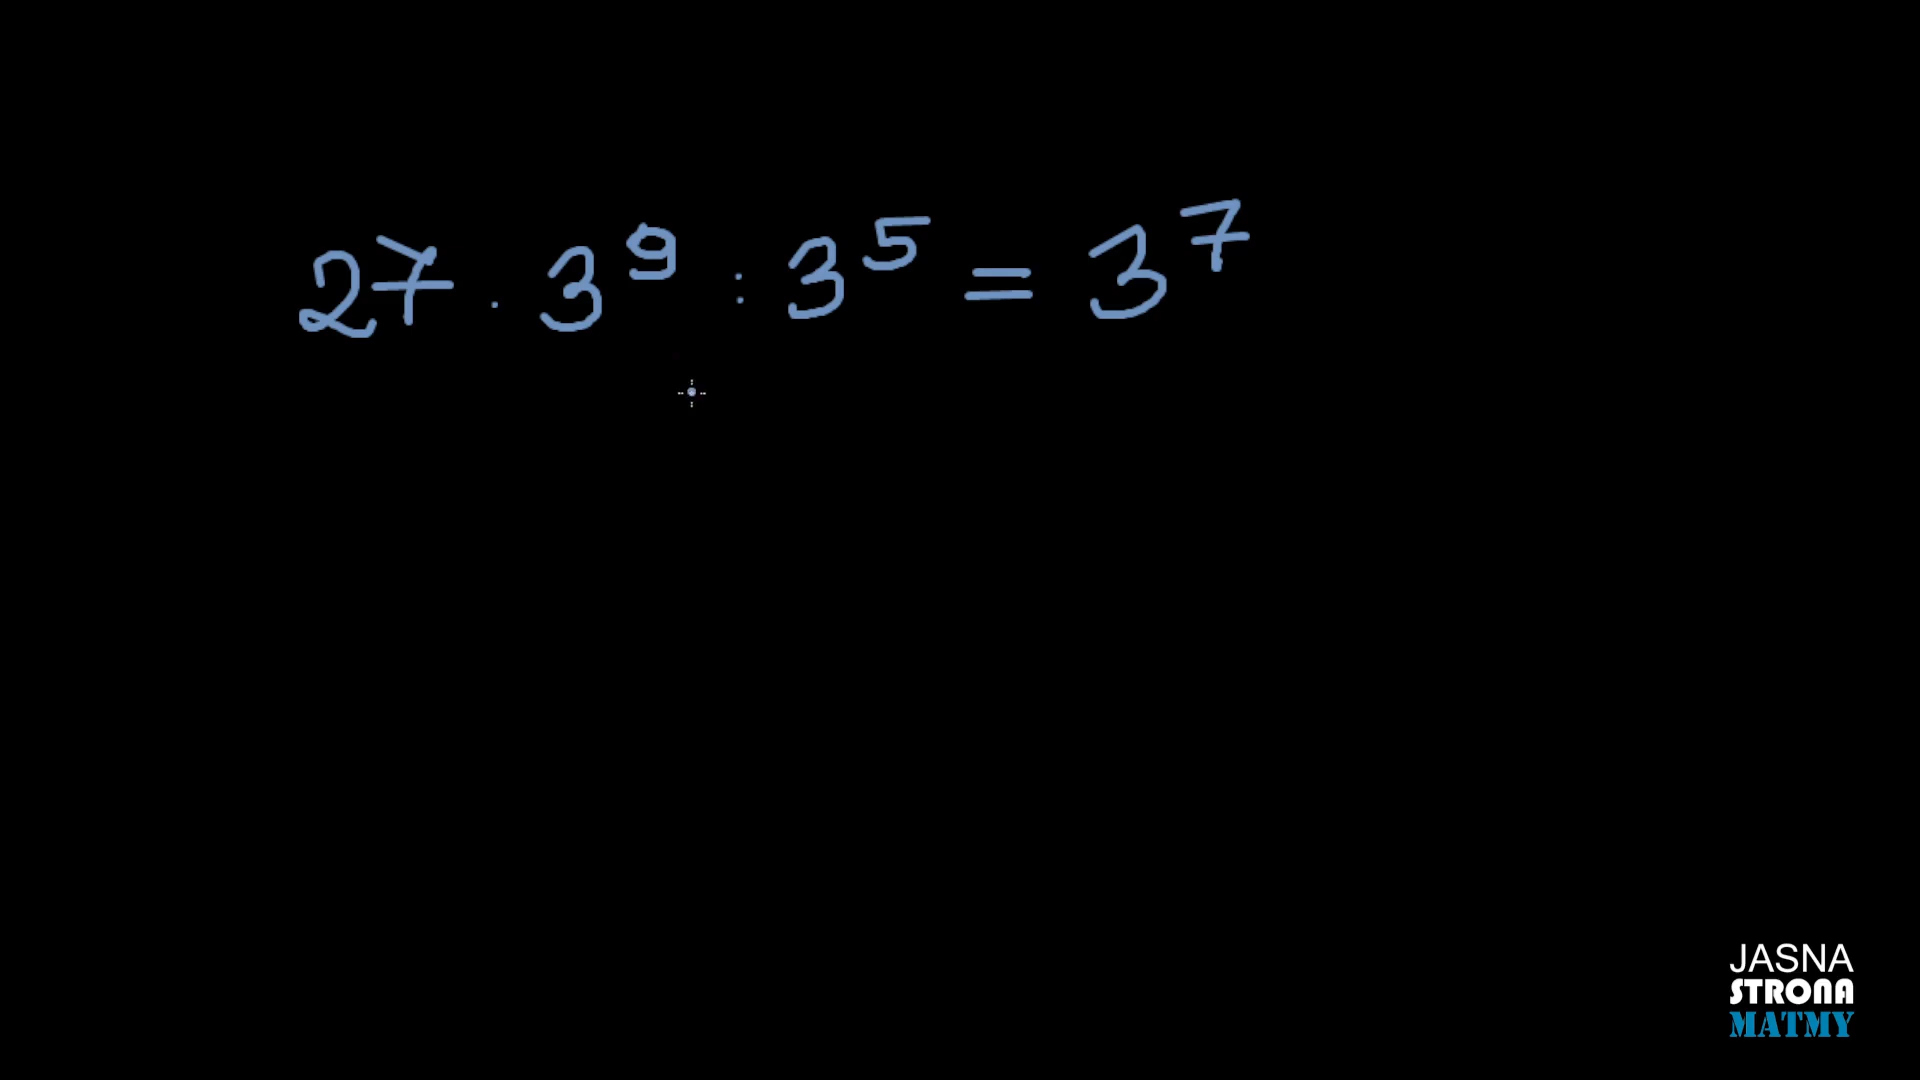 27 · 3⁹ : 3⁵ = 3⁷
JASNA
STRONA
MATMY